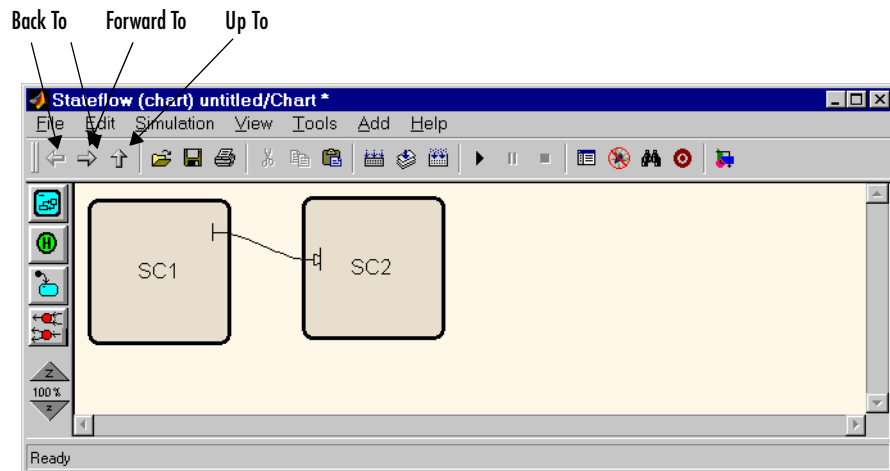 Back To Forward To Up To
Stateflow (chart) untitled/Chart *
File Edit Simulation View Tools Add Help
H
SC1 SC2
Z
100%
Z
Ready